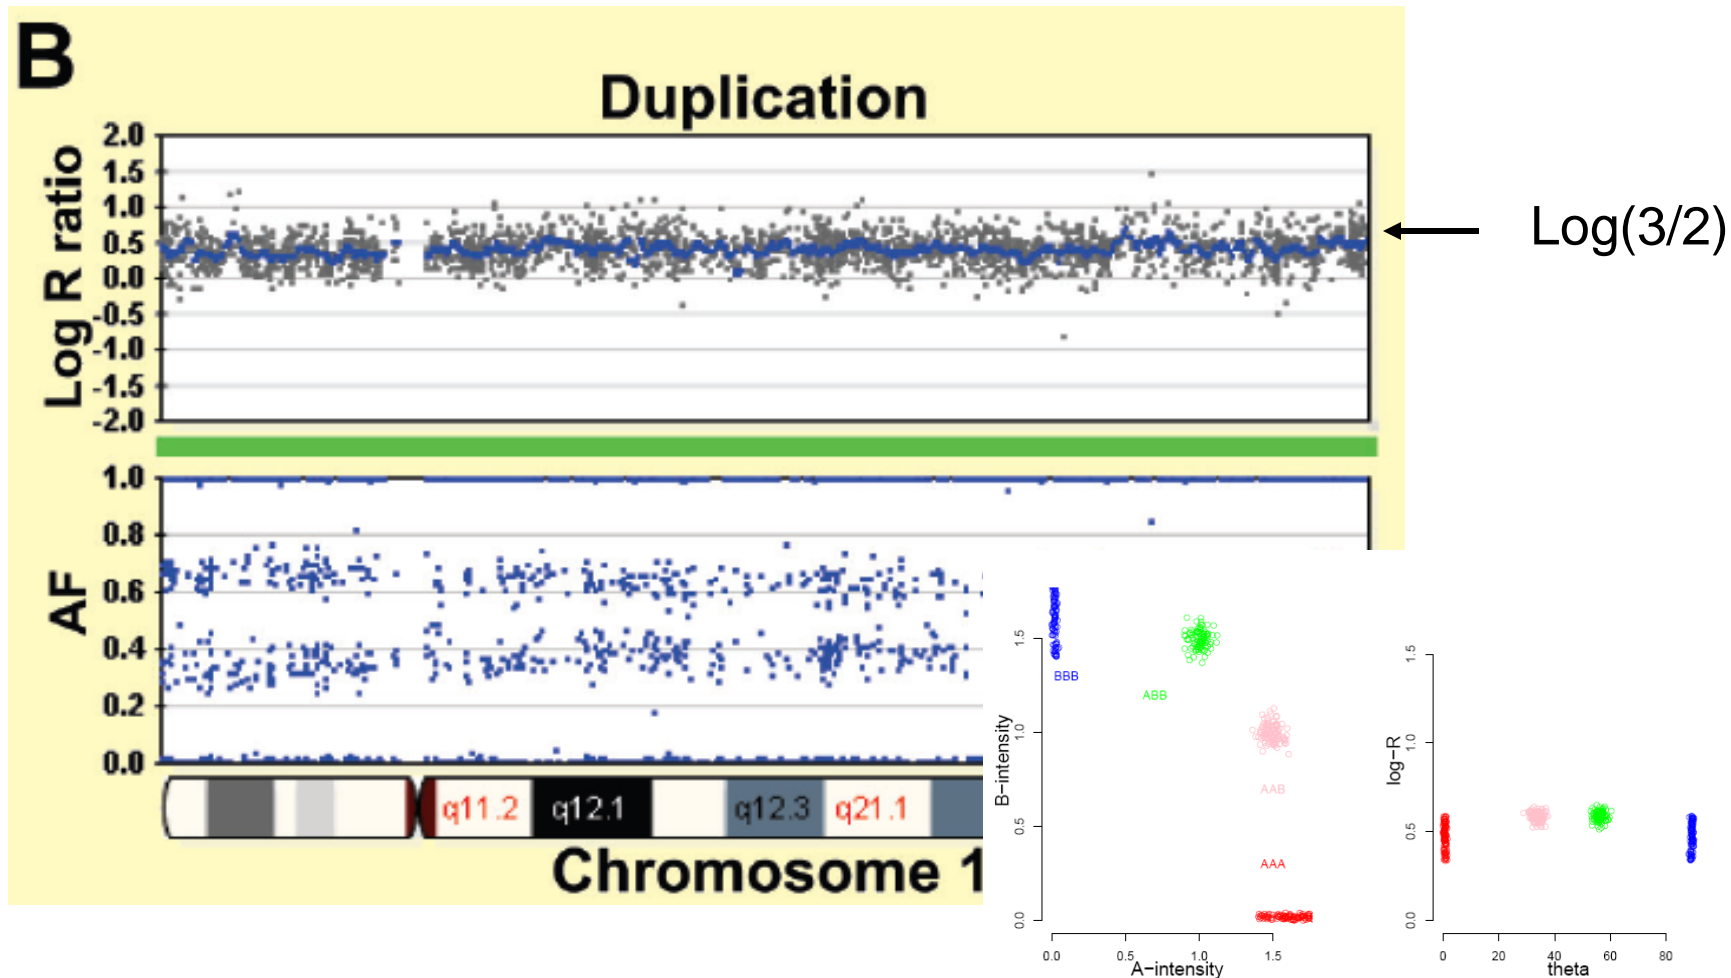 B
Duplication
Log R ratio
2.0
1.5
1.0
0.5
0.0
-0.5
-1.0
-1.5
-2.0
Log(3/2)
AF
1.0
0.8
0.6
0.4
0.2
0.0
q11.2 q12.1 q12.3 q21.1
Chromosome 1
B-intensity
1.5
1.0
0.5
0.0
BBB
ABB
AAB
AAA
0.0 0.5 1.0 1.5
A-intensity
log-R
1.5
1.0
0.5
0.0
0 20 40 60 80
theta